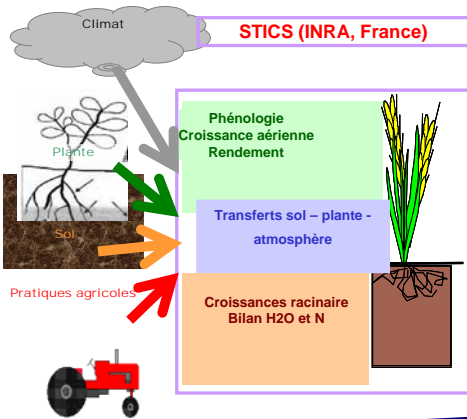 Climat
STICS (INRA, France)
Phénologie
Croissance aérienne
Rendement
Plante
Transferts sol – plante -
atmosphère
Sol
Pratiques agricoles
Croissances racinaire
Bilan H2O et N